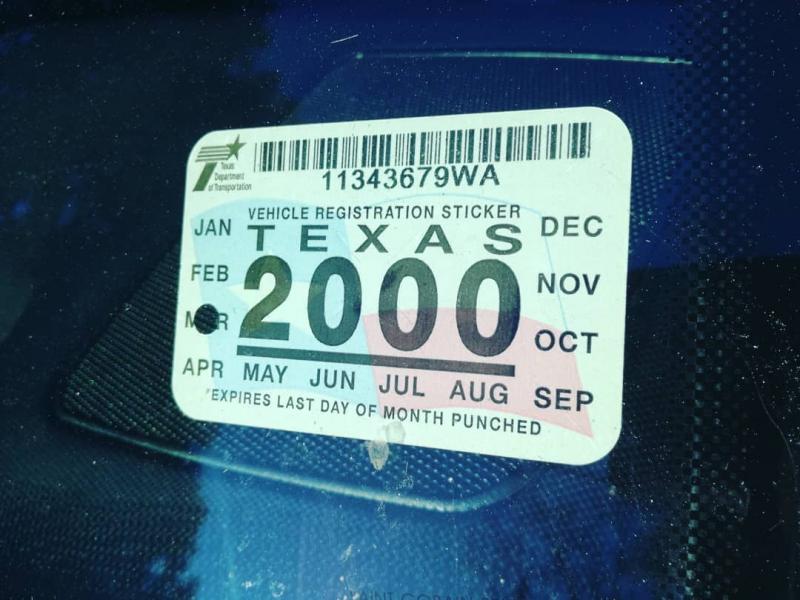 Texas
Department
of Transportation
11343679WA
VEHICLE REGISTRATION STICKER
TEXAS
2000
JAN
FEB
APR
MAY JUN JUL AUG
SEP
OCT
NOV
DEC
*EXPIRES LAST DAY OF MONTH PUNCHED